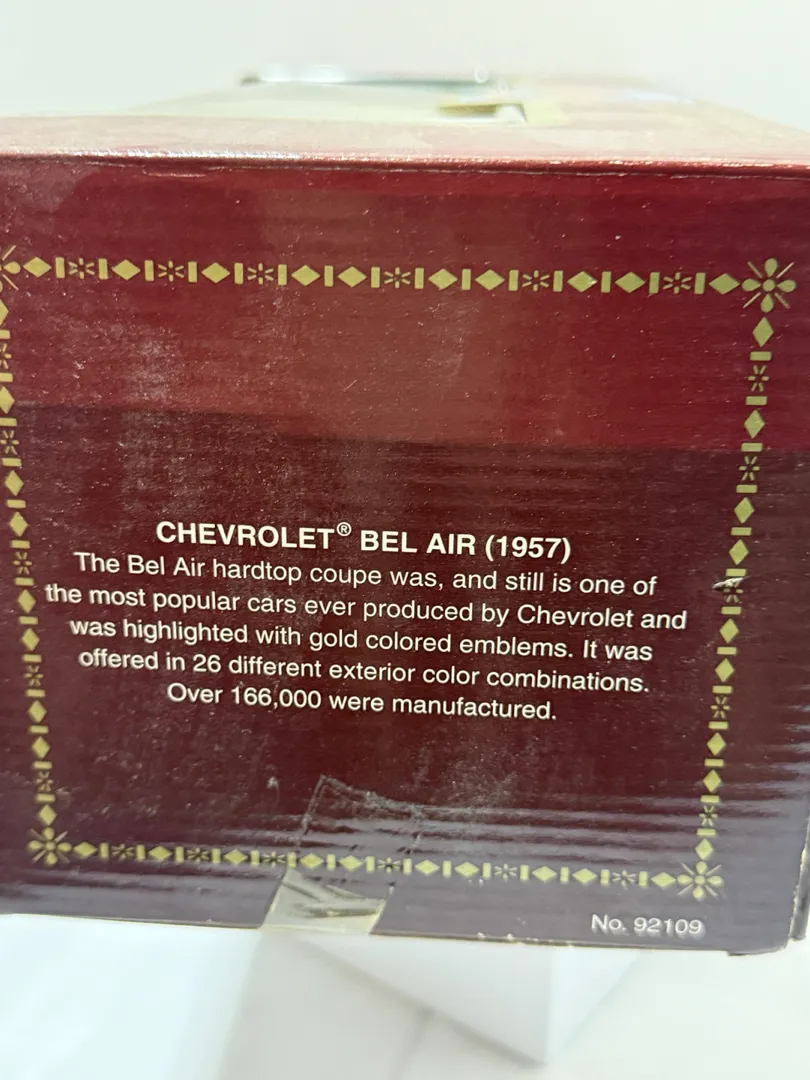 CHEVROLET® BEL AIR (1957)
The Bel Air hardtop coupe was, and still is one of
the most popular cars ever produced by Chevrolet and
was highlighted with gold colored emblems. It was
offered in 26 different exterior color combinations.
Over 166,000 were manufactured.
No. 92109